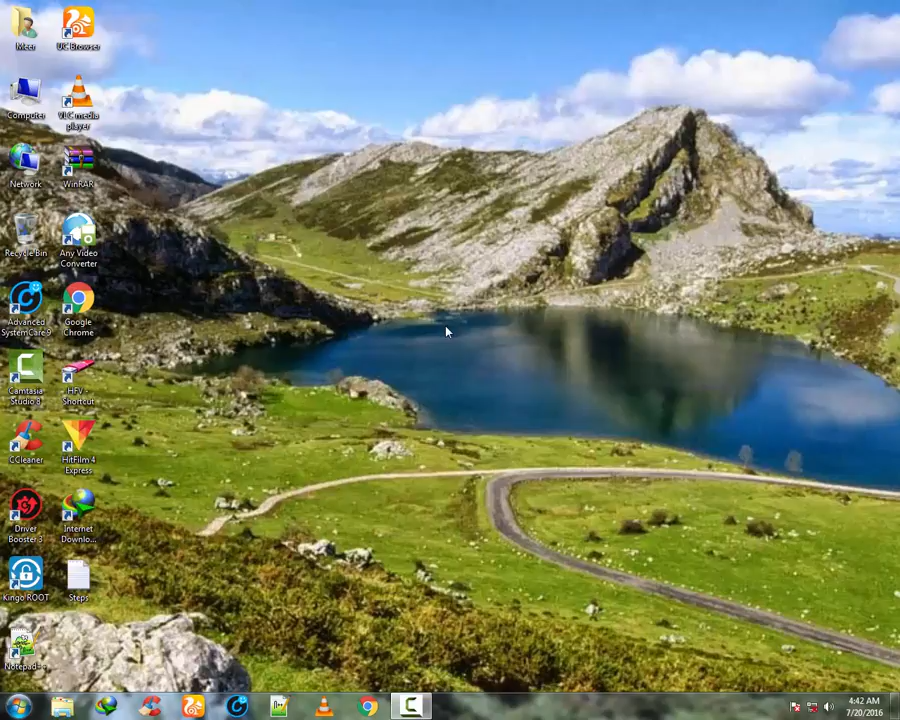 Meer
UC Browser
Computer
VLC media
player
Network
WinRAR
Recycle Bin
Any Video
Converter
Advanced
SystemCare 9
Google
Chrome
Camtasia
Studio 8
HFV -
Shortcut
CCleaner
HitFilm 4
Express
Driver
Booster 3
Internet
Downlo...
Kingo ROOT
Steps
Notepad++
4:42 AM
7/20/2016